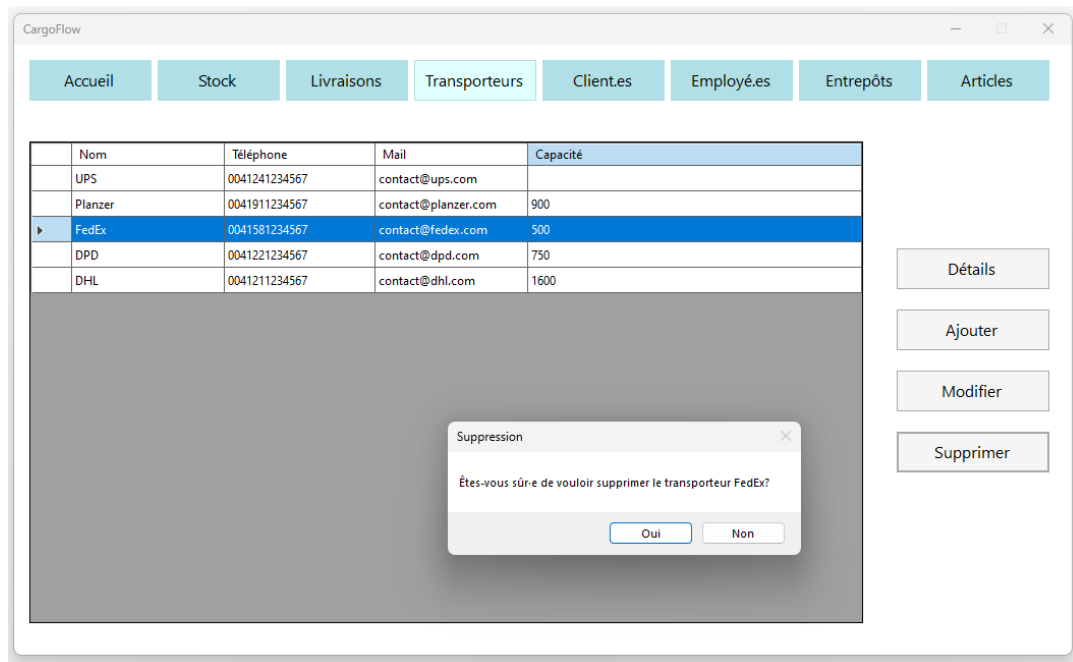 CargoFlow
Accueil Stock Livraisons Transporteurs Client.es Employé.es Entrepôts Articles
Nom Téléphone Mail Capacité
UPS 0041241234567 contact@ups.com
Planzer 0041911234567 contact@planzer.com 900
FedEx 0041581234567 contact@fedex.com 500
DPD 0041221234567 contact@dpd.com 750
DHL 0041211234567 contact@dhl.com 1600
Détails
Ajouter
Modifier
Supprimer
Suppression
Êtes-vous sûr·e de vouloir supprimer le transporteur FedEx?
Oui Non